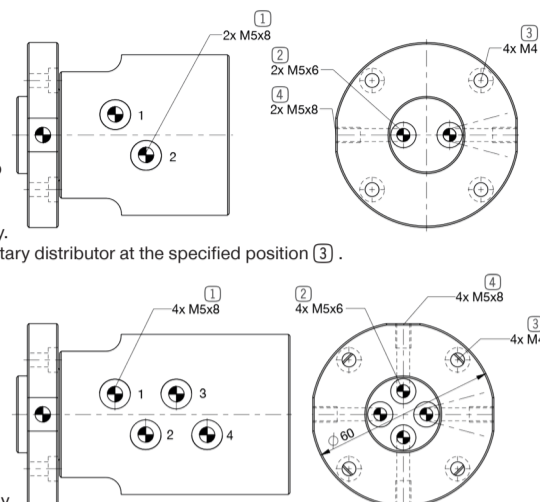 1
2x M5x8
2
2x M5x6
4
2x M5x8
3
4x M4
1
2
y.
tary distributor at the specified position 3 .
1
4x M5x8
2
4x M5x6
4
4x M5x8
3
4x M4
1
3
2
4
Ø 60